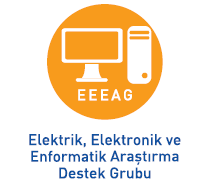 EEEAG
Elektrik, Elektronik ve
Enformatik Araştırma
Destek Grubu